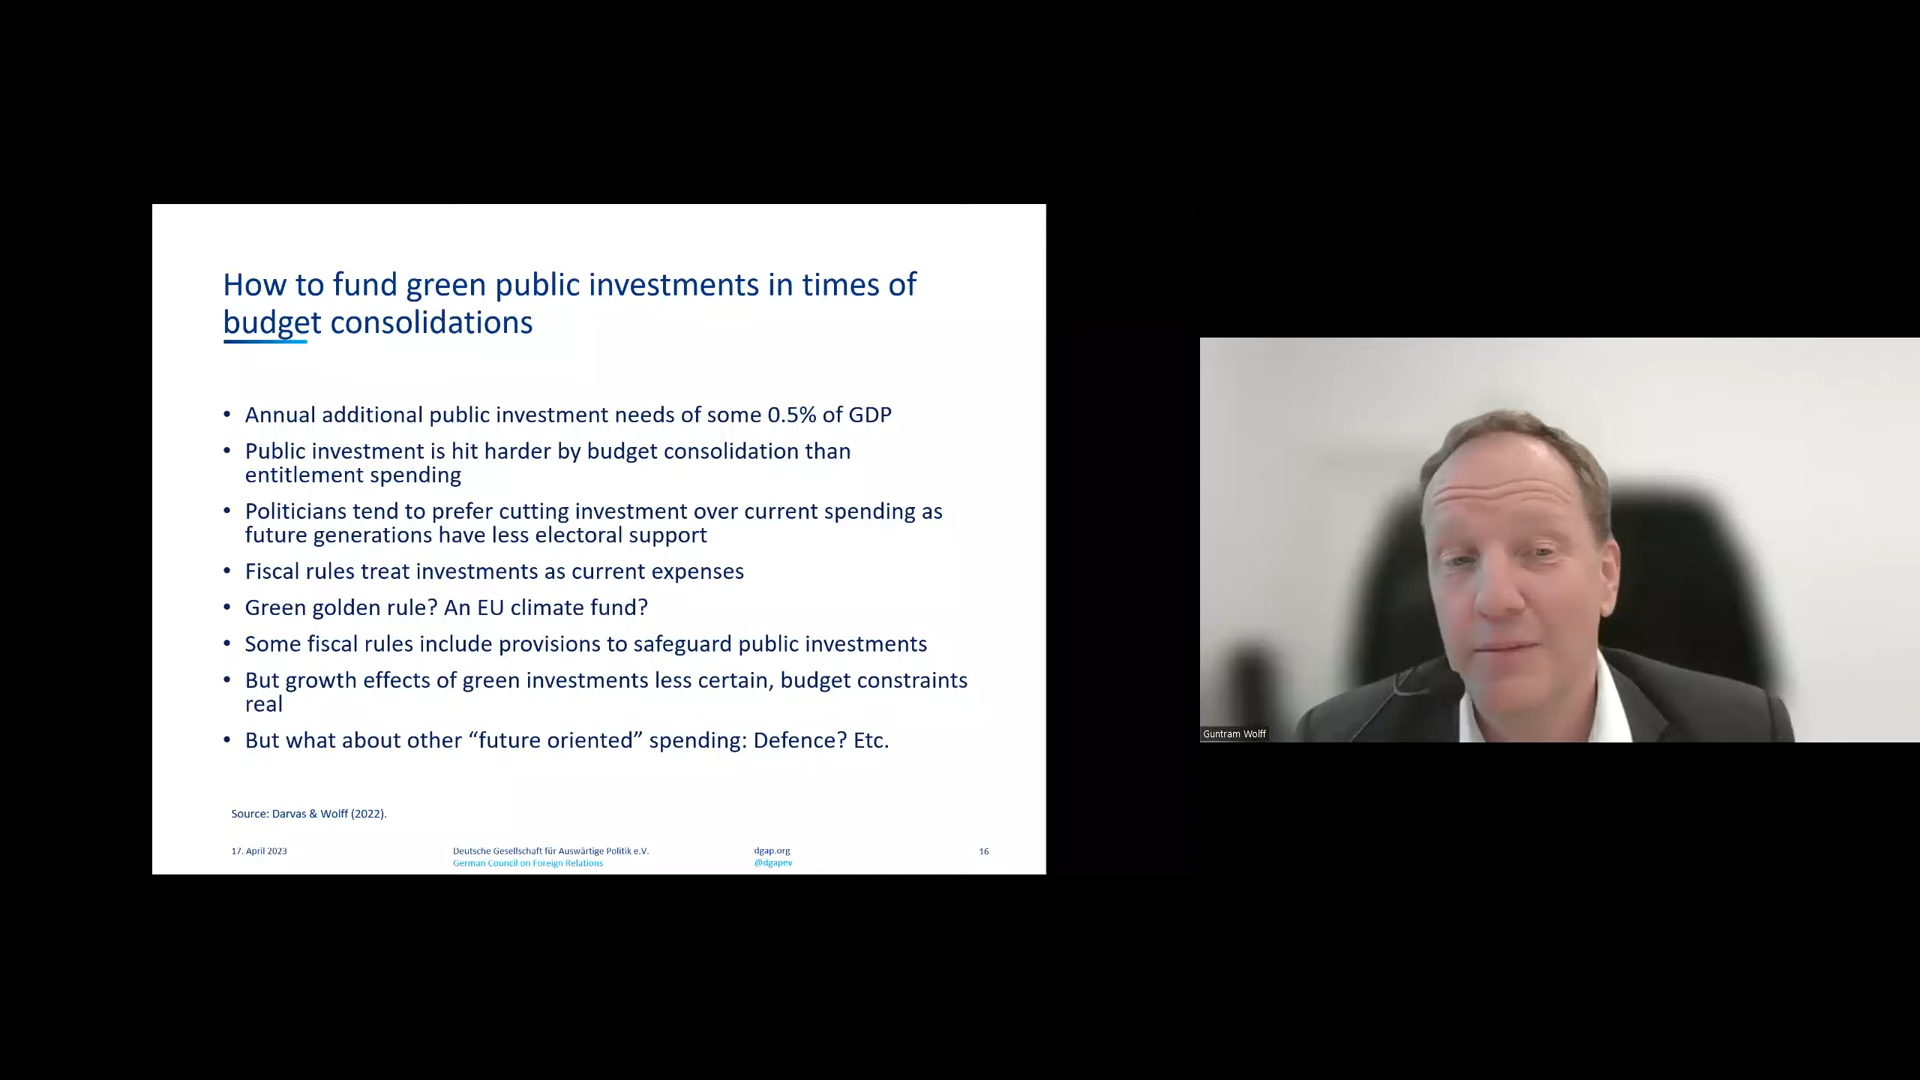 How to fund green public investments in times of
budget consolidations
• Annual additional public investment needs of some 0.5% of GDP
• Public investment is hit harder by budget consolidation than
entitlement spending
• Politicians tend to prefer cutting investment over current spending as
future generations have less electoral support
• Fiscal rules treat investments as current expenses
• Green golden rule? An EU climate fund?
• Some fiscal rules include provisions to safeguard public investments
• But growth effects of green investments less certain, budget constraints
real
• But what about other “future oriented” spending: Defence? Etc.
Source: Darvas & Wolff (2022).
17. April 2023
Deutsche Gesellschaft für Auswärtige Politik e.V.
German Council on Foreign Relations
dgap.org
@dgapev
16
Guntram Wolff